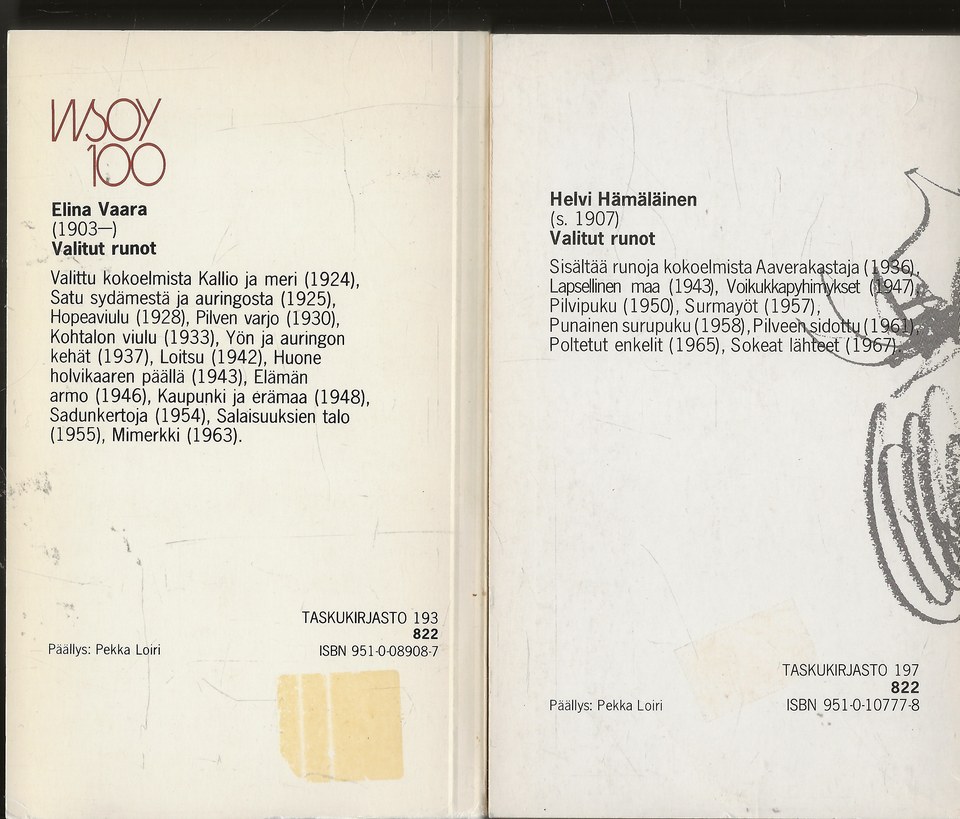 WSOY
100
Elina Vaara
(1903—)
Valitut runot
Valittu kokoelmista Kallio ja meri (1924),
Satu sydämestä ja auringosta (1925),
Hopeaviulu (1928), Pilven varjo (1930),
Kohtalon viulu (1933), Yön ja auringon
kehät (1937), Loitsu (1942), Huone
holvikaaren päällä (1943), Elämän
armo (1946), Kaupunki ja erämaa (1948),
Sadunkertoja (1954), Salaisuuksien talo
(1955), Mimerkki (1963).
TASKUKIRJASTO 193
822
Päällys: Pekka Loiri
ISBN 951-0-08908-7
Helvi Hämäläinen
(s. 1907)
Valitut runot
Sisältää runoja kokoelmista Aaverakastaja (1936),
Lapsellinen maa (1943), Voikukkapyhimykset (1947),
Pilvipuku (1950), Surmayöt (1957),
Punainen surupuku (1958), Pilveen sidottu (1961),
Poltetut enkelit (1965), Sokeat lähteet (1967).
TASKUKIRJASTO 197
822
Päällys: Pekka Loiri
ISBN 951-0-10777-8